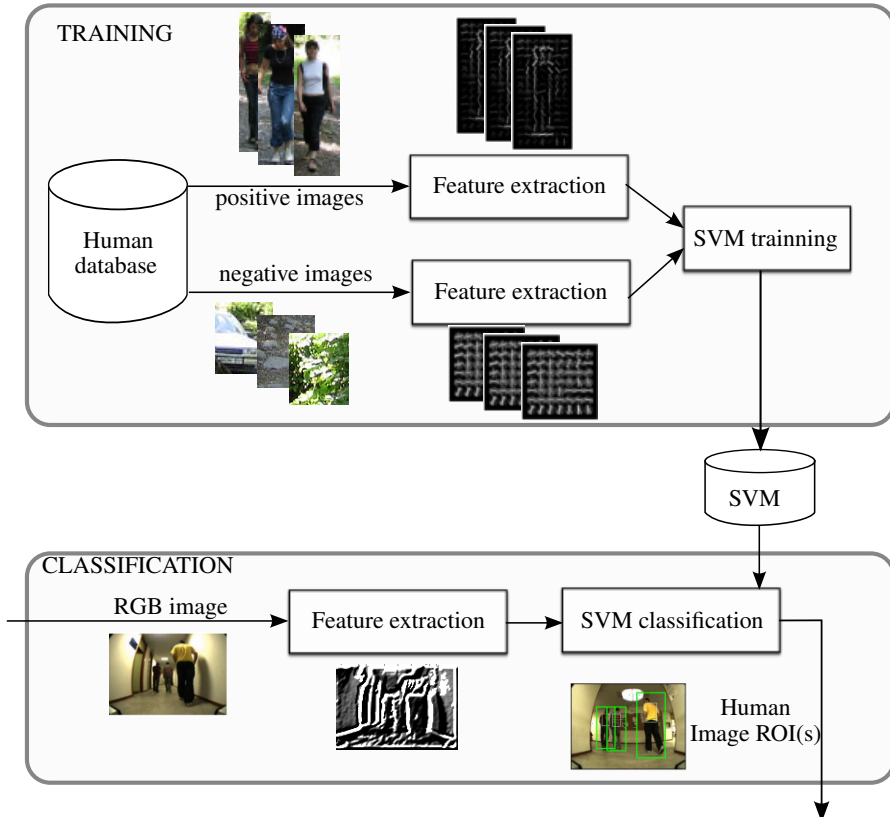 TRAINING
Human
database
positive images
negative images
Feature extraction
Feature extraction
SVM trainning
SVM
CLASSIFICATION
RGB image
Feature extraction
SVM classification
Human
Image ROI(s)